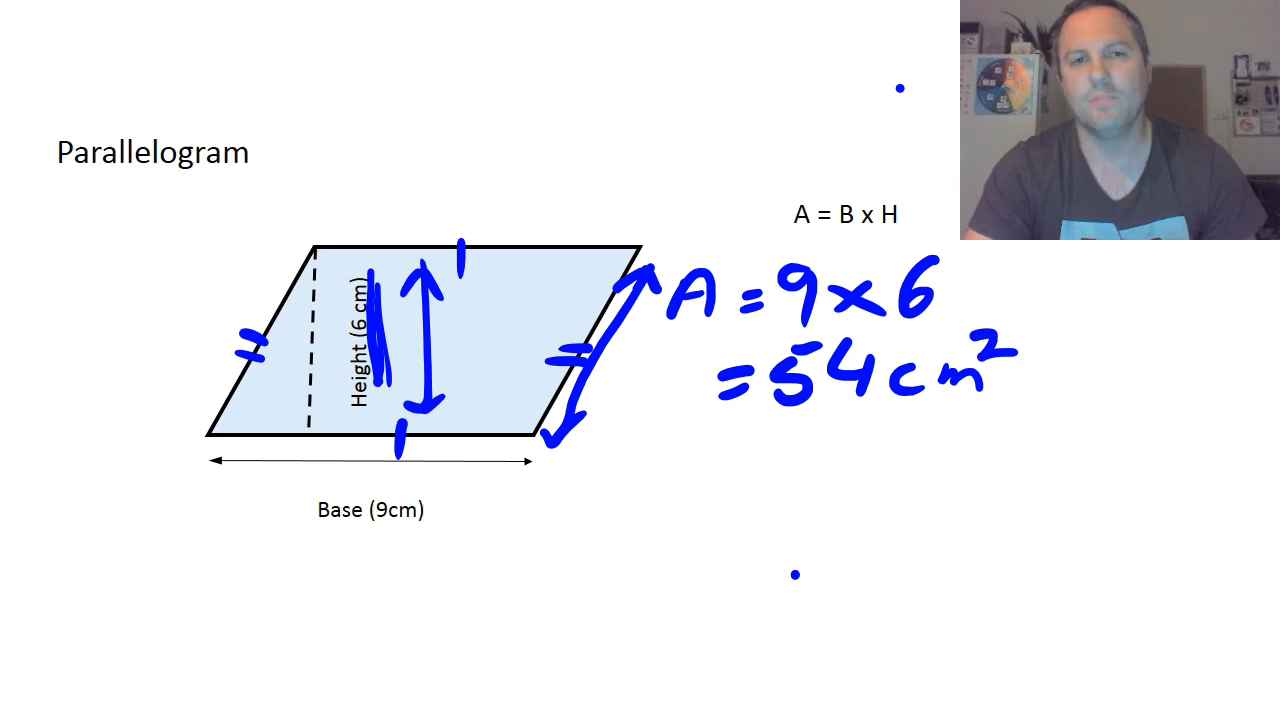 Parallelogram
A = B x H
Height (6 cm)
A = 9 x 6
= 54 cm²
Base (9cm)